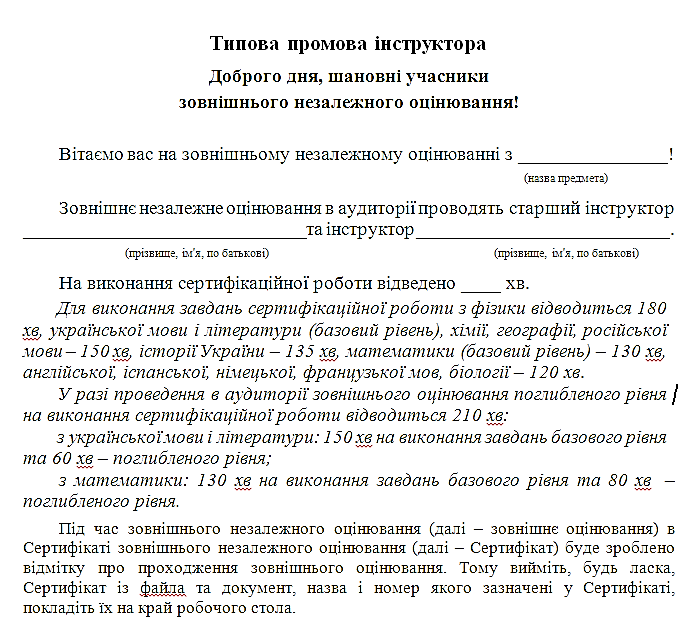 Типова промова інструктора
Доброго дня, шановні учасники
зовнішнього незалежного оцінювання!
Вітаємо вас на зовнішньому незалежному оцінюванні з _______________!
(назва предмета)
Зовнішнє незалежне оцінювання в аудиторії проводять старший інструктор
____________________________та інструктор__________________________.
(прізвище, ім'я, по батькові) (прізвище, ім'я, по батькові)
На виконання сертифікаційної роботи відведено ____ хв.
Для виконання завдань сертифікаційної роботи з фізики відводиться 180
хв, української мови і літератури (базовий рівень), хімії, географії, російської
мови – 150 хв, історії України – 135 хв, математики (базовий рівень) – 130 хв,
англійської, іспанської, німецької, французької мов, біології – 120 хв.
У разі проведення в аудиторії зовнішнього оцінювання поглибленого рівня
на виконання сертифікаційної роботи відводиться 210 хв:
з української мови і літератури: 150 хв на виконання завдань базового рівня
та 60 хв – поглибленого рівня;
з математики: 130 хв на виконання завдань базового рівня та 80 хв –
поглибленого рівня.
Під час зовнішнього незалежного оцінювання (далі – зовнішнє оцінювання) в
Сертифікаті зовнішнього незалежного оцінювання (далі – Сертифікат) буде зроблено
відмітку про проходження зовнішнього оцінювання. Тому вийміть, будь ласка,
Сертифікат із файла та документ, назва і номер якого зазначені у Сертифікаті,
покладіть їх на край робочого стола.